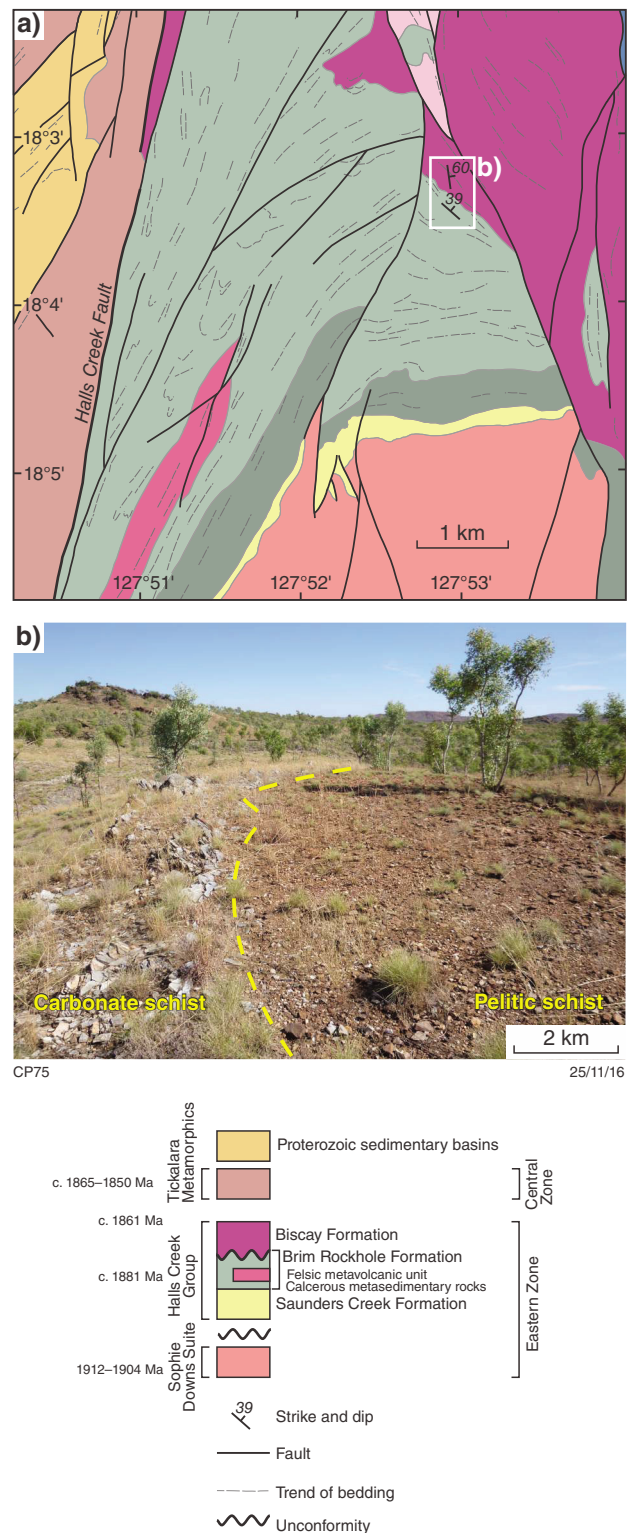 a)
18°3'
60
b)
39
18°4'
Halls Creek Fault
18°5'
1 km
127°51'
127°52'
127°53'
b)
Carbonate schist
Pelitic schist
2 km
CP75
25/11/16
Tickalara
Metamorphics
Proterozoic sedimentary basins
c. 1865–1850 Ma
Central
Zone
c. 1861 Ma
Halls Creek
Group
Biscay Formation
Brim Rockhole Formation
c. 1881 Ma
Felsic metavolcanic unit
Calcerous metasedimentary rocks
Saunders Creek Formation
Eastern Zone
Sophie
Downs Suite
1912–1904 Ma
39
Strike and dip
Fault
Trend of bedding
Unconformity